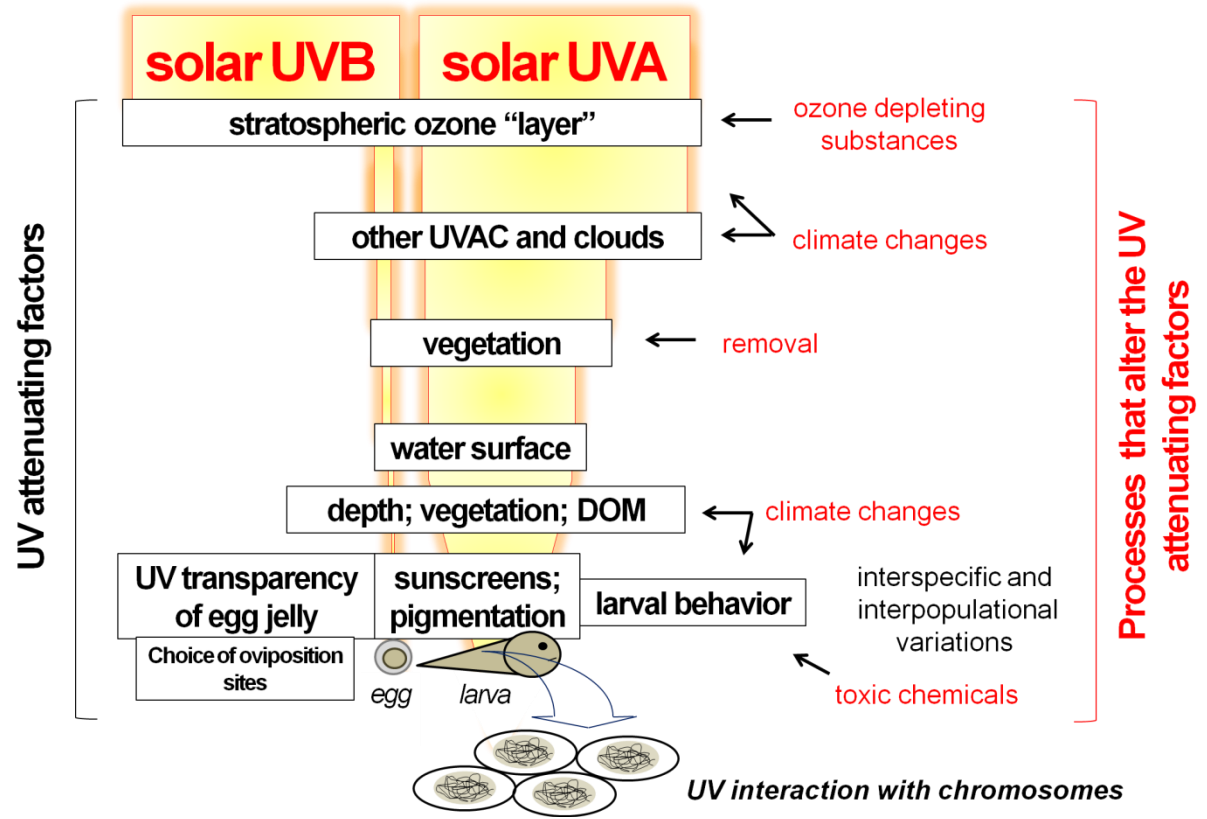 solar UVB
solar UVA
stratospheric ozone “layer”
ozone depleting
substances
other UVAC and clouds
climate changes
vegetation
removal
water surface
depth; vegetation; DOM
climate changes
UV transparency
of egg jelly
sunscreens;
pigmentation
larval behavior
interspecific and
interpopulational
variations
Choice of oviposition
sites
egg
larva
toxic chemicals
UV interaction with chromosomes
UV attenuating factors
Processes that alter the UV
attenuating factors